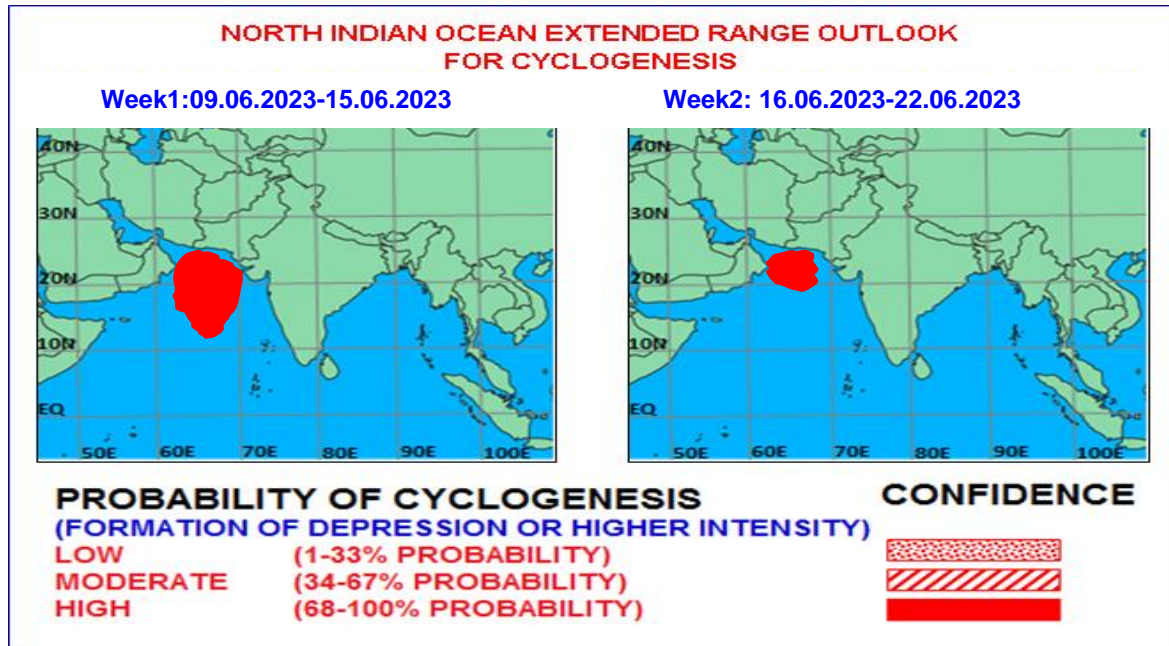 NORTH INDIAN OCEAN EXTENDED RANGE OUTLOOK
FOR CYCLOGENESIS
Week1:09.06.2023-15.06.2023
Week2: 16.06.2023-22.06.2023
40N
30N
20N
10N
EQ
50E 60E 70E 80E 90E 100E
40N
30N
20N
10N
EQ
50E 60E 70E 80E 90E 100E
PROBABILITY OF CYCLOGENESIS
CONFIDENCE
(FORMATION OF DEPRESSION OR HIGHER INTENSITY)
LOW (1-33% PROBABILITY)
MODERATE (34-67% PROBABILITY)
HIGH (68-100% PROBABILITY)